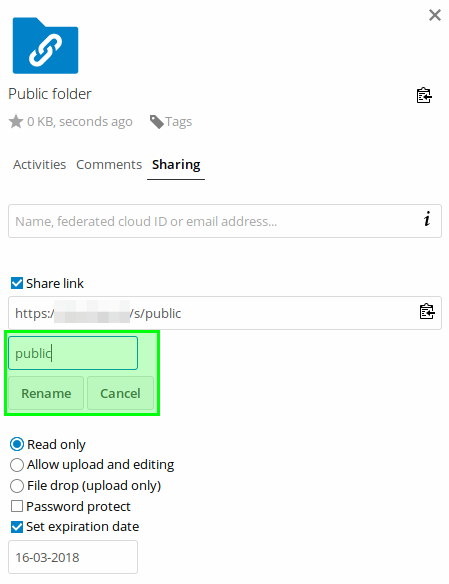 Public folder
0 KB, seconds ago Tags
Activities Comments Sharing
Name, federated cloud ID or email address...
i
Share link
https:/ /s/public
public
Rename Cancel
Read only
Allow upload and editing
File drop (upload only)
Password protect
Set expiration date
16-03-2018